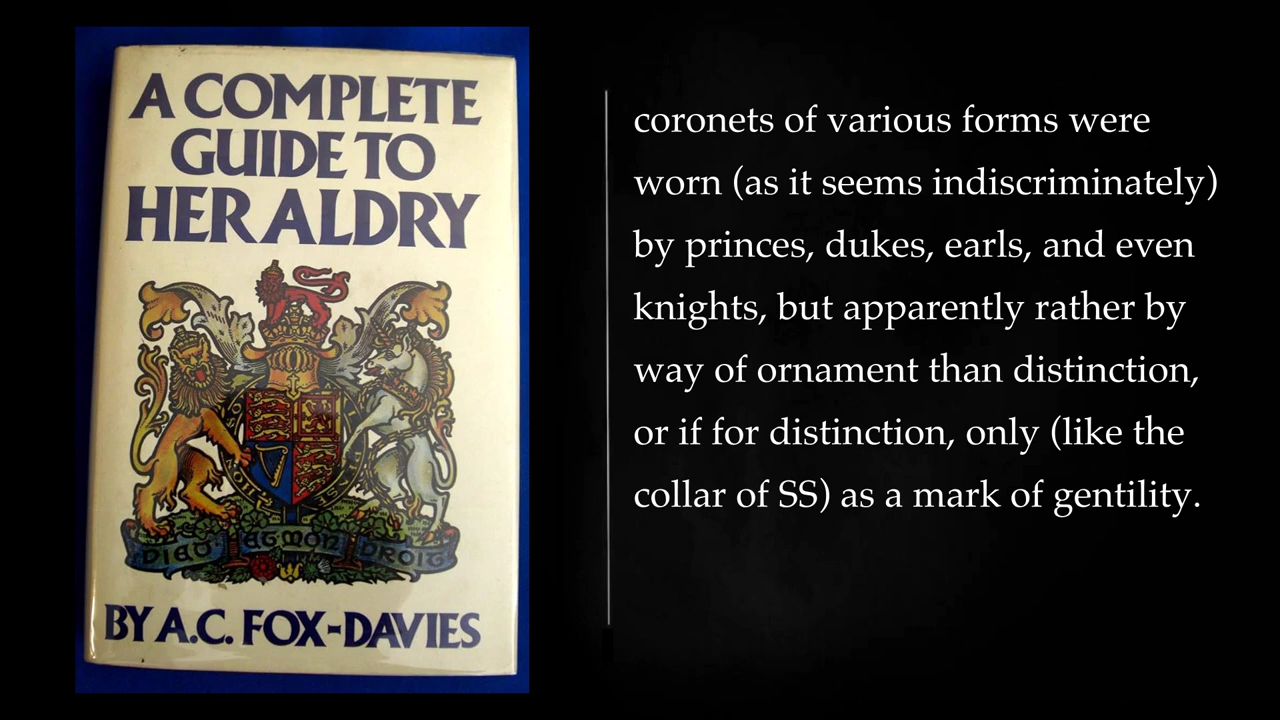 A COMPLETE
GUIDE TO
HERALDRY
DIEU ET MON DROIT
BY A.C. FOX-DAVIES
coronets of various forms were
worn (as it seems indiscriminately)
by princes, dukes, earls, and even
knights, but apparently rather by
way of ornament than distinction,
or if for distinction, only (like the
collar of SS) as a mark of gentility.